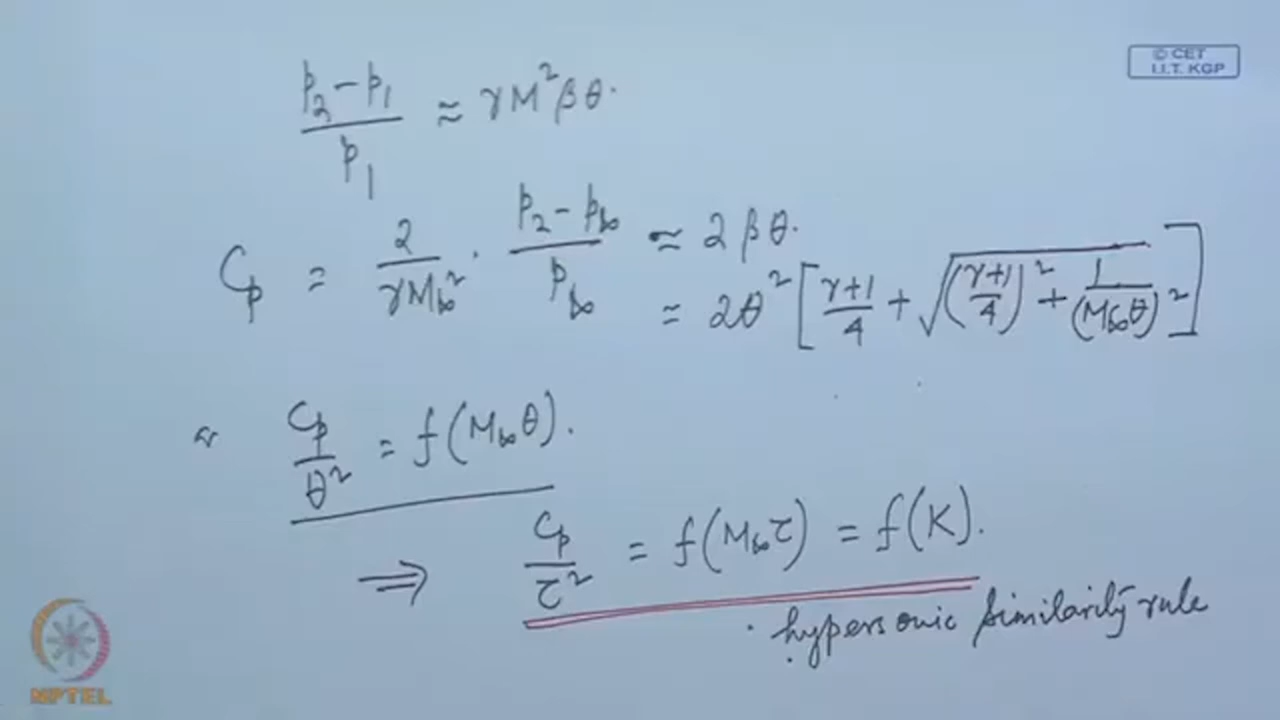 © CET
I.I.T. KGP
(p₂ − p₁)/p₁ ≈ γM²βθ.
Cp = 2/(γM∞²) · (p₂ − p∞)/p∞ ≈ 2βθ.
≈ 2θ² [(γ+1)/4 + √(((γ+1)/4)² + 1/(M∞θ)²)]
Cp/θ² = f(M∞θ).
⇒ Cp/τ² = f(M∞τ) = f(K).
hypersonic similarity rule
NPTEL